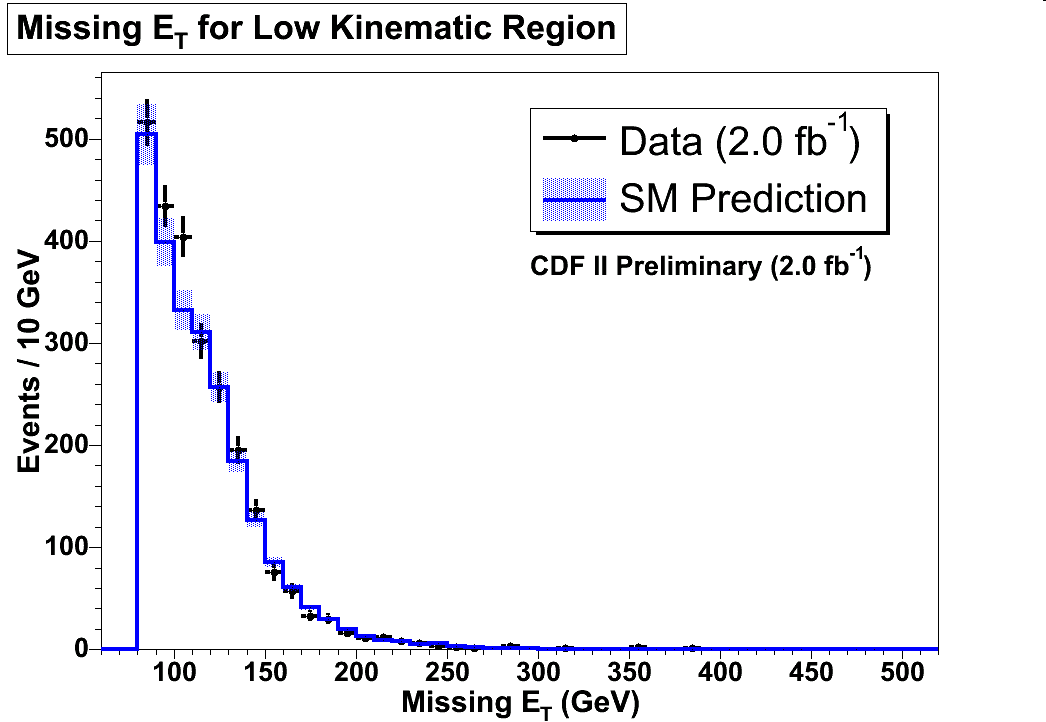 Missing E_T for Low Kinematic Region
Data (2.0 fb^-1)
SM Prediction
CDF II Preliminary (2.0 fb^-1)
Events / 10 GeV
500
400
300
200
100
0
100 150 200 250 300 350 400 450 500
Missing E_T (GeV)